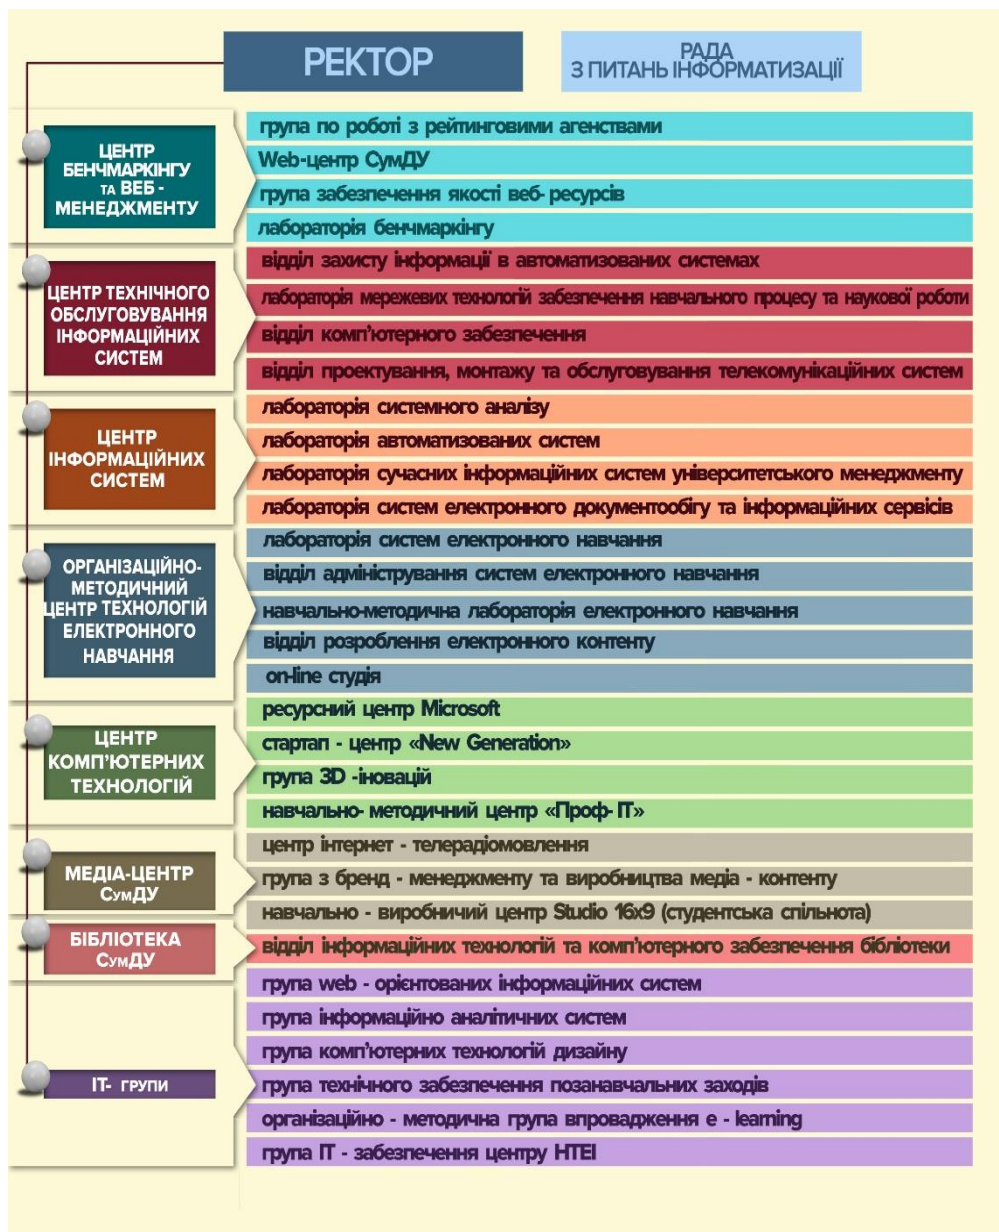 РЕКТОР
РАДА
З ПИТАНЬ ІНФОРМАТИЗАЦІЇ
ЦЕНТР
БЕНЧМАРКІНГУ
ТА ВЕБ -
МЕНЕДЖМЕНТУ
група по роботі з рейтинговими агенствами
Web-центр СумДУ
група забезпечення якості веб- ресурсів
лабораторія бенчмаркінгу
ЦЕНТР ТЕХНІЧНОГО
ОБСЛУГОВУВАННЯ
ІНФОРМАЦІЙНИХ
СИСТЕМ
відділ захисту інформації в автоматизованих системах
лабораторія мережевих технологій забезпечення навчального процесу та наукової роботи
відділ комп'ютерного забезпечення
відділ проектування, монтажу та обслуговування телекомунікаційних систем
ЦЕНТР
ІНФОРМАЦІЙНИХ
СИСТЕМ
лабораторія системного аналізу
лабораторія автоматизованих систем
лабораторія сучасних інформаційних систем університетського менеджменту
лабораторія систем електронного документообігу та інформаційних сервісів
ОРГАНІЗАЦІЙНО-
МЕТОДИЧНИЙ
ЦЕНТР ТЕХНОЛОГІЙ
ЕЛЕКТРОННОГО
НАВЧАННЯ
лабораторія систем електронного навчання
відділ адміністрування систем електронного навчання
навчально-методична лабораторія електронного навчання
відділ розроблення електронного контенту
on-line студія
ЦЕНТР
КОМП'ЮТЕРНИХ
ТЕХНОЛОГІЙ
ресурсний центр Microsoft
стартап - центр «New Generation»
група 3D -іновацій
навчально- методичний центр «Проф- ІТ»
МЕДІА-ЦЕНТР
СумДУ
центр інтернет - телерадіомовлення
група з бренд - менеджменту та виробництва медіа - контенту
навчально - виробничий центр Studio 16x9 (студентська спільнота)
БІБЛІОТЕКА
СумДУ
відділ інформаційних технологій та комп'ютерного забезпечення бібліотеки
ІТ- ГРУПИ
група web - орієнтованих інформаційних систем
група інформаційно аналітичних систем
група комп'ютерних технологій дизайну
група технічного забезпечення позанавчальних заходів
організаційно - методична група впровадження e - learning
група ІТ - забезпечення центру НТЕІ